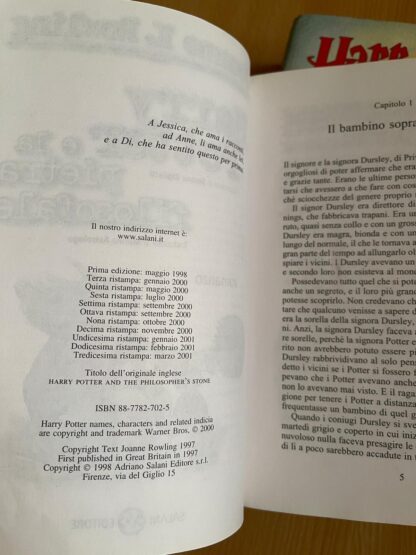 A Jessica, che ama i racconti,
ad Anne, li ama anche lei,
e a Di, che ha sentito questo per prima.
Il nostro indirizzo internet è:
www.salani.it
Prima edizione: maggio 1998
Terza ristampa: gennaio 2000
Quinta ristampa: maggio 2000
Sesta ristampa: luglio 2000
Settima ristampa: settembre 2000
Ottava ristampa: settembre 2000
Nona ristampa: ottobre 2000
Decima ristampa: novembre 2000
Undicesima ristampa: gennaio 2001
Dodicesima ristampa: febbraio 2001
Tredicesima ristampa: marzo 2001
Titolo dell'originale inglese
HARRY POTTER AND THE PHILOSOPHER'S STONE
ISBN 88-7782-702-5
Harry Potter names, characters and related indicia
are copyright and trademark Warner Bros, © 2000
Copyright Text Joanne Rowling 1997
First published in Great Britain in 1997
Copyright © 1998 Adriano Salani Editore s.r.l.
Firenze, via del Giglio 15
Harr
Capitolo 1
Il bambino sopra
Il signore e la signora Dursley, di Pri
orgogliosi di poter affermare che eran
e grazie tante. Erano le ultime person
tarsi che avessero a che fare con cos
ché sciocchezze del genere proprio i
Il signor Dursley era direttore di
nings, che fabbricava trapani. Era un
ruto, quasi senza collo e con un gross
Dursley era magra, bionda e con un
lungo del normale, il che le tornava a
gran parte del tempo ad allungarlo ol
spiare i vicini. I Dursley avevano un
e secondo loro non esisteva al mond
Possedevano tutto quel che si pote
anche un segreto, e il loro più grand
potesse scoprirlo. Non credevano ch
tare che qualcuno venisse a sapere d
era la sorella della signora Dursley,
ni. Anzi, la signora Dursley faceva a
re sorelle, perché la signora Potter e
rito non avrebbero potuto essere più
Dursley rabbrividivano al solo pens
detto i vicini se i Potter si fossero f
pevano che i Potter avevano anche
lo avevano mai visto. E il ragaz
gione per tenere i Potter a distanza
frequentasse un bambino di quel g
Quando i coniugi Dursley si sve
martedì grigio e coperto in cui iniz
nuvoloso nulla faceva presagire le
di lì a poco sarebbero accadute in t
5
SALANI EDITORE